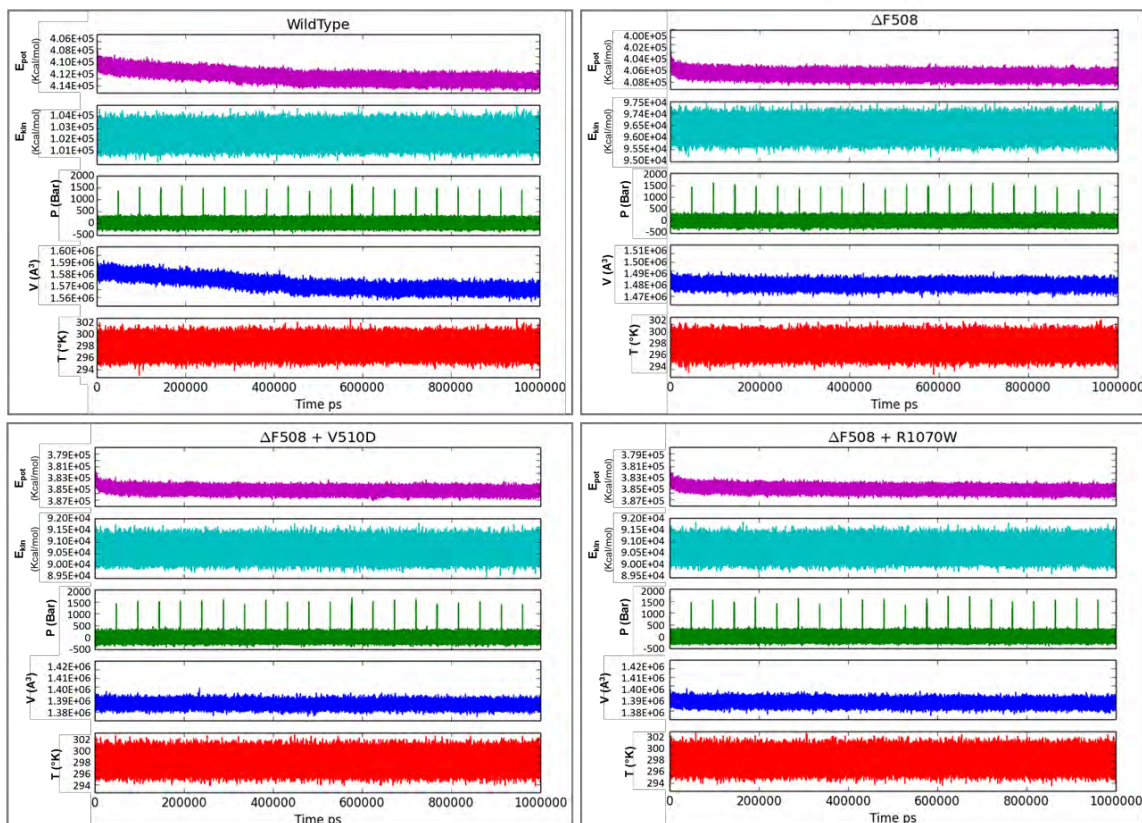 WildType
E_pot (Kcal/mol)
4.06E+05
4.08E+05
4.10E+05
4.12E+05
4.14E+05
E_kin (Kcal/mol)
1.04E+05
1.03E+05
1.02E+05
1.01E+05
P (Bar)
2000
1500
1000
500
0
-500
V (A³)
1.60E+06
1.59E+06
1.58E+06
1.57E+06
1.56E+06
T (°K)
302
300
298
296
294
0 200000 400000 600000 800000 1000000
Time ps
ΔF508
E_pot (Kcal/mol)
4.00E+05
4.02E+05
4.04E+05
4.06E+05
4.08E+05
E_kin (Kcal/mol)
9.75E+04
9.70E+04
9.65E+04
9.60E+04
9.55E+04
9.50E+04
P (Bar)
2000
1500
1000
500
0
-500
V (A³)
1.51E+06
1.50E+06
1.49E+06
1.48E+06
1.47E+06
T (°K)
302
300
298
296
294
0 200000 400000 600000 800000 1000000
Time ps
ΔF508 + V510D
E_pot (Kcal/mol)
3.79E+05
3.81E+05
3.83E+05
3.85E+05
3.87E+05
E_kin (Kcal/mol)
9.20E+04
9.15E+04
9.10E+04
9.05E+04
9.00E+04
8.95E+04
P (Bar)
2000
1500
1000
500
0
-500
V (A³)
1.42E+06
1.41E+06
1.40E+06
1.39E+06
1.38E+06
T (°K)
302
300
298
296
294
0 200000 400000 600000 800000 1000000
Time ps
ΔF508 + R1070W
E_pot (Kcal/mol)
3.79E+05
3.81E+05
3.83E+05
3.85E+05
3.87E+05
E_kin (Kcal/mol)
9.20E+04
9.15E+04
9.10E+04
9.05E+04
9.00E+04
8.95E+04
P (Bar)
2000
1500
1000
500
0
-500
V (A³)
1.42E+06
1.41E+06
1.40E+06
1.39E+06
1.38E+06
T (°K)
302
300
298
296
294
0 200000 400000 600000 800000 1000000
Time ps